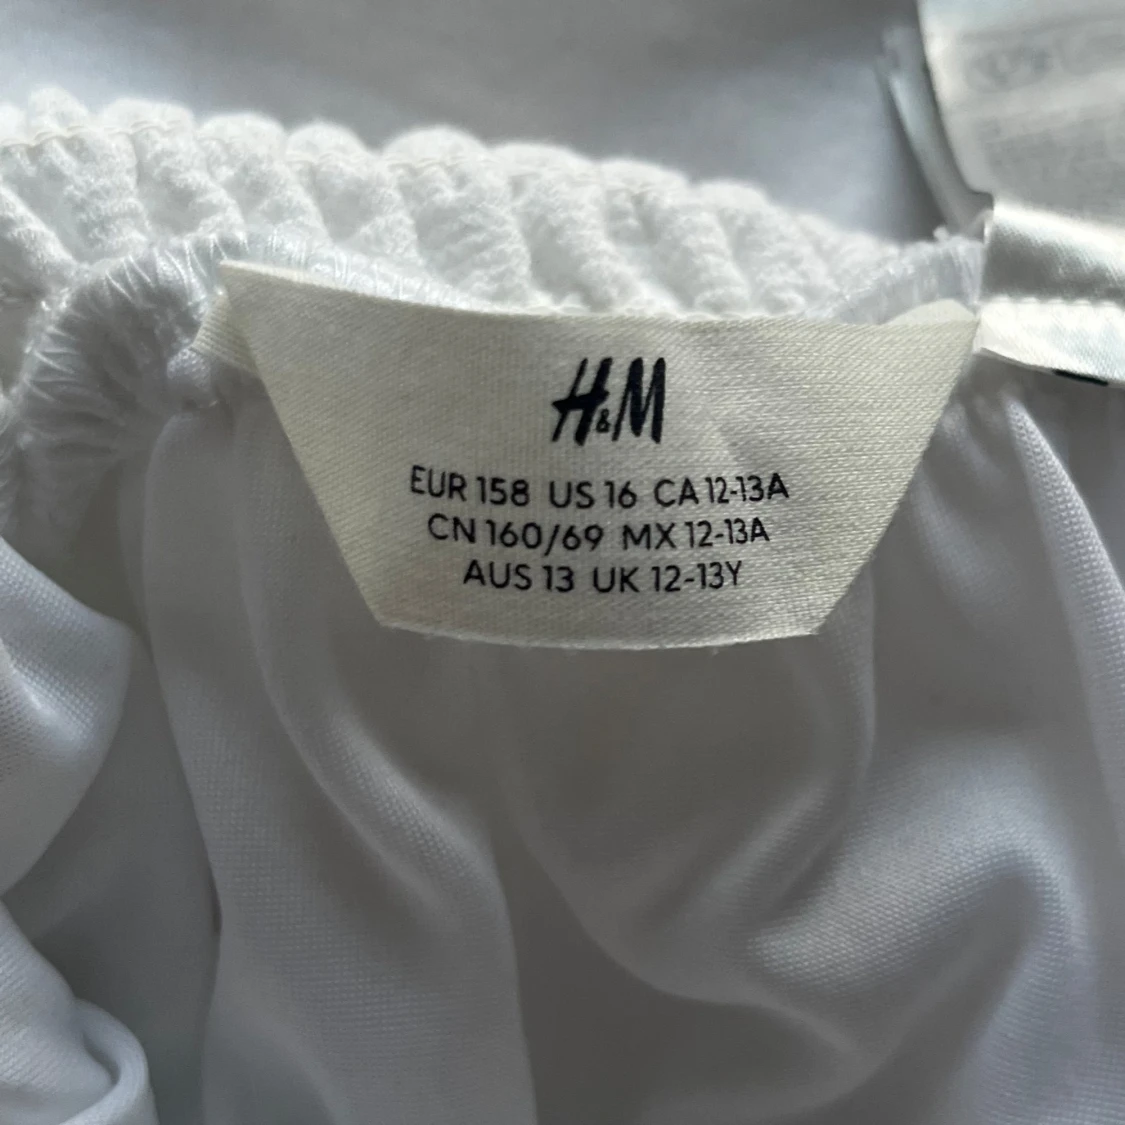 H&M
EUR 158 US 16 CA 12-13A
CN 160/69 MX 12-13A
AUS 13 UK 12-13Y